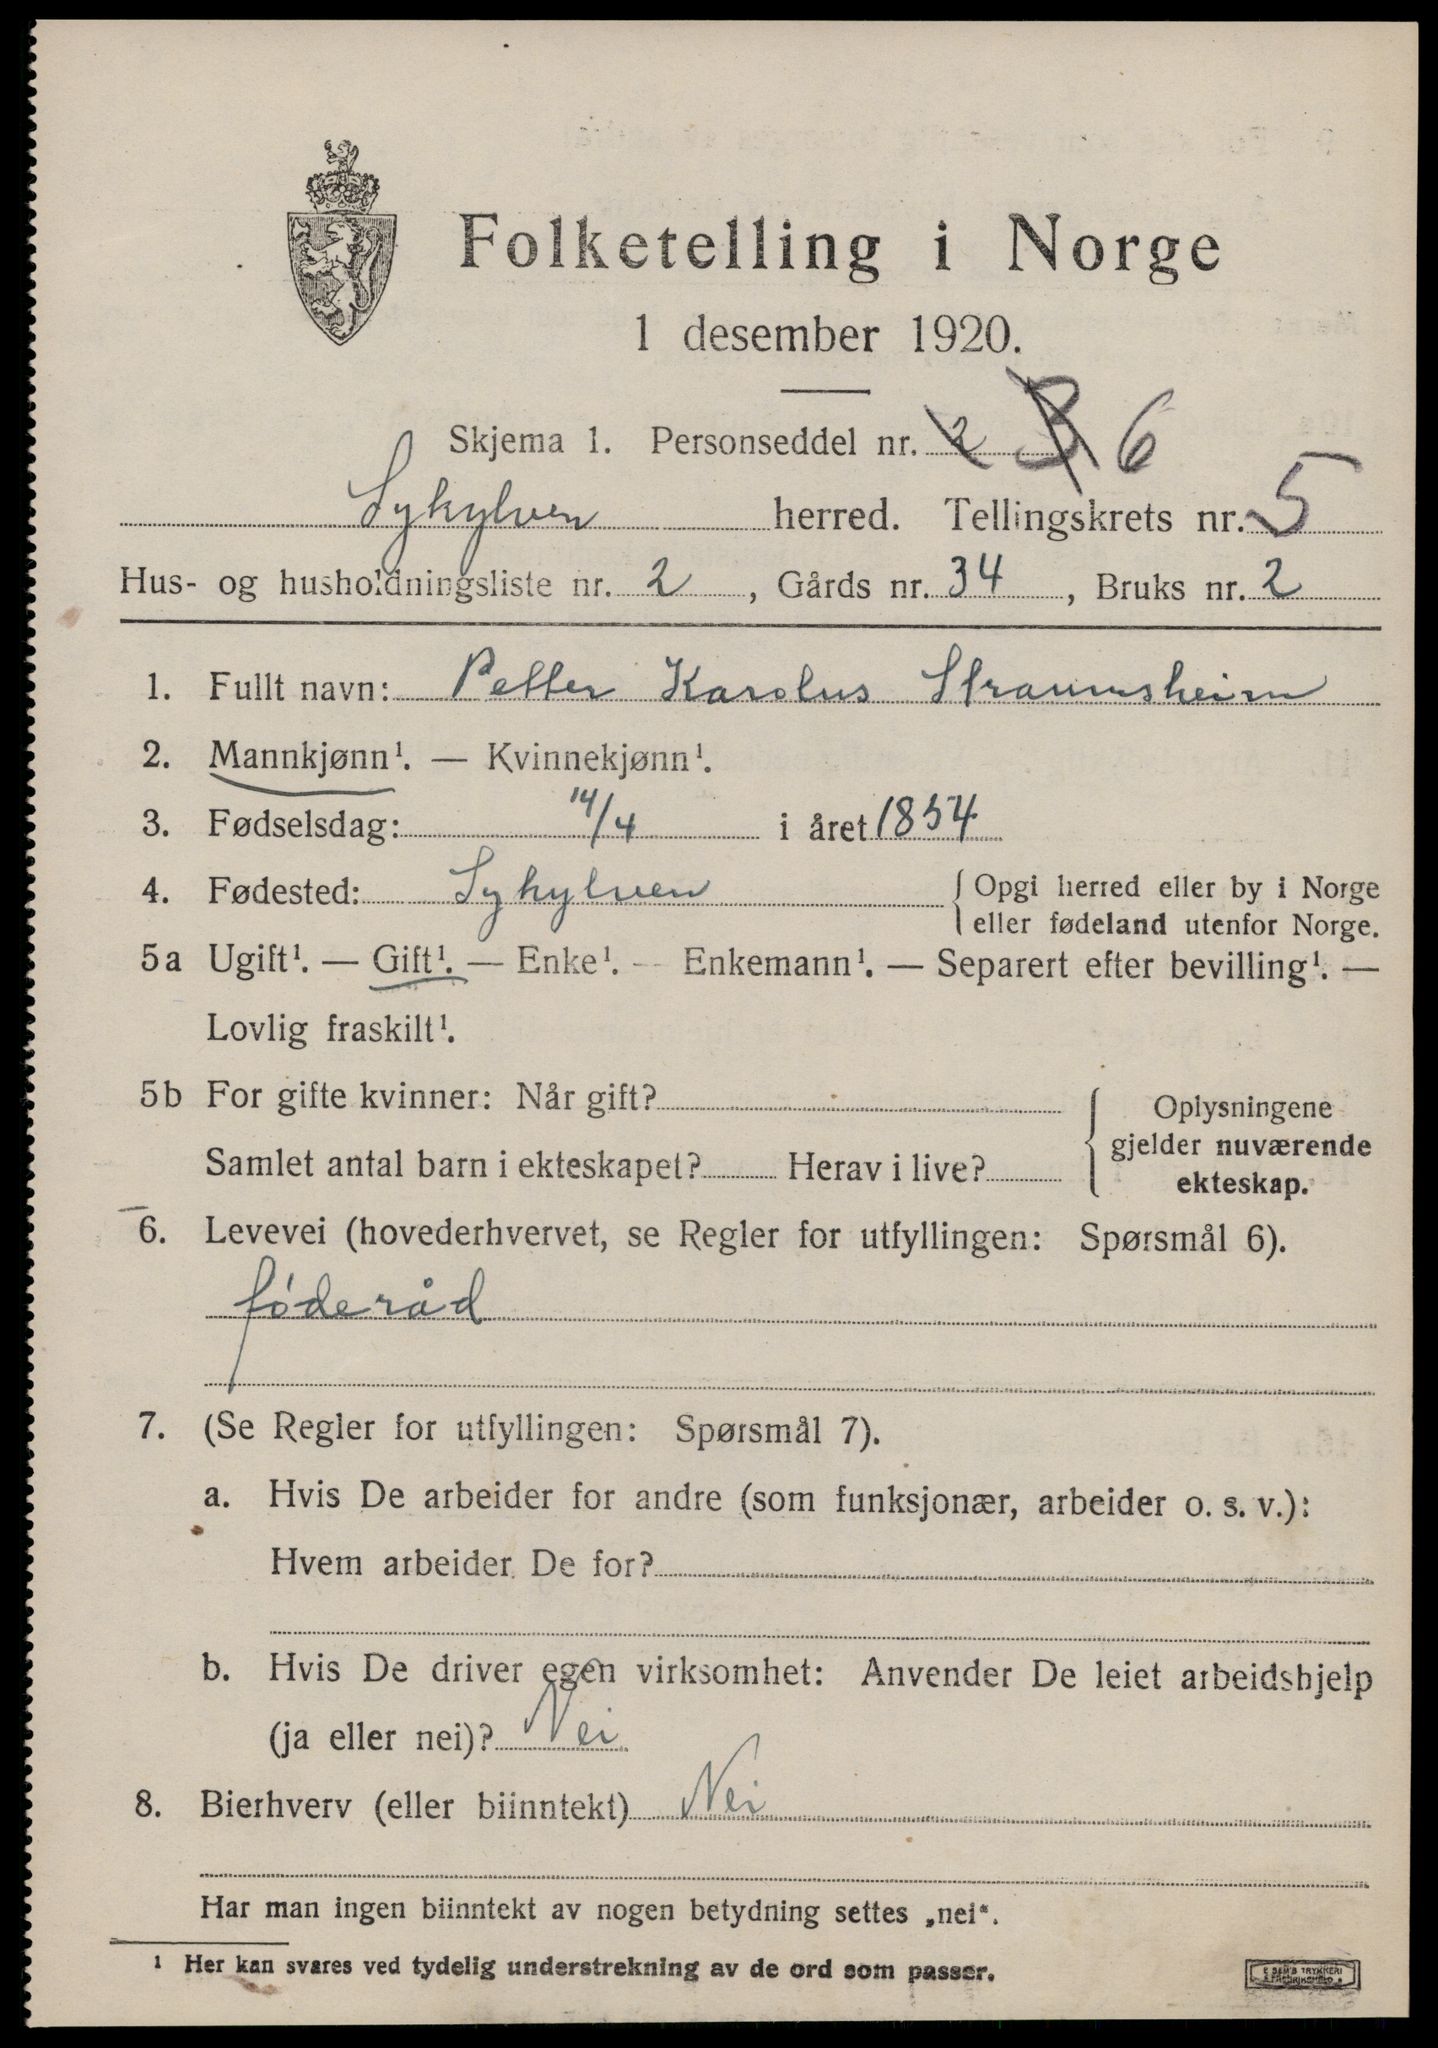 Folketelling i Norge
1 desember 1920.
Skjema 1. Personseddel nr. 2 3 6
Sykylven herred. Tellingskrets nr. 5
Hus- og husholdningsliste nr. 2, Gårds nr. 34, Bruks nr. 2
1. Fullt navn: Petter Karolus Straumsheim
2. Mannkjønn¹. — Kvinnekjønn¹.
3. Fødselsdag: 14/4 i året 1854
4. Fødested: Sykylven { Opgi herred eller by i Norge
eller fødeland utenfor Norge.
5a Ugift¹. — Gift¹. — Enke¹. — Enkemann¹. — Separert efter bevilling¹. —
Lovlig fraskilt¹.
5b For gifte kvinner: Når gift?
Samlet antal barn i ekteskapet? Herav i live?
Oplysningene
gjelder nuværende
ekteskap.
6. Levevei (hovederhvervet, se Regler for utfyllingen: Spørsmål 6).
føderåd
7. (Se Regler for utfyllingen: Spørsmål 7).
a. Hvis De arbeider for andre (som funksjonær, arbeider o. s. v.):
Hvem arbeider De for?
b. Hvis De driver egen virksomhet: Anvender De leiet arbeidshjelp
(ja eller nei)? Nei
8. Bierhverv (eller biinntekt) Nei
Har man ingen biinntekt av nogen betydning settes „nei“.
¹ Her kan svares ved tydelig understrekning av de ord som passer.